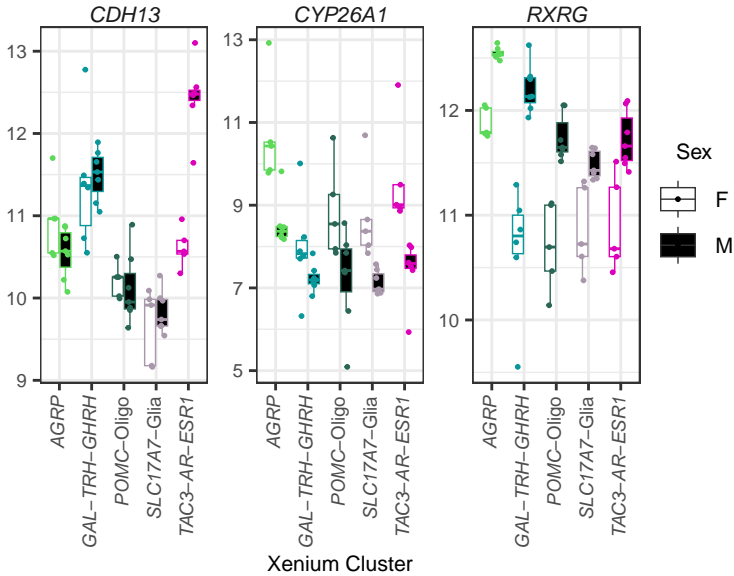 CDH13
CYP26A1
RXRG
13
12
11
10
9
13
11
9
7
5
12
11
10
AGRP
GAL−TRH−GHRH
POMC−Oligo
SLC17A7−Glia
TAC3−AR−ESR1
AGRP
GAL−TRH−GHRH
POMC−Oligo
SLC17A7−Glia
TAC3−AR−ESR1
AGRP
GAL−TRH−GHRH
POMC−Oligo
SLC17A7−Glia
TAC3−AR−ESR1
Xenium Cluster
Sex
F
M